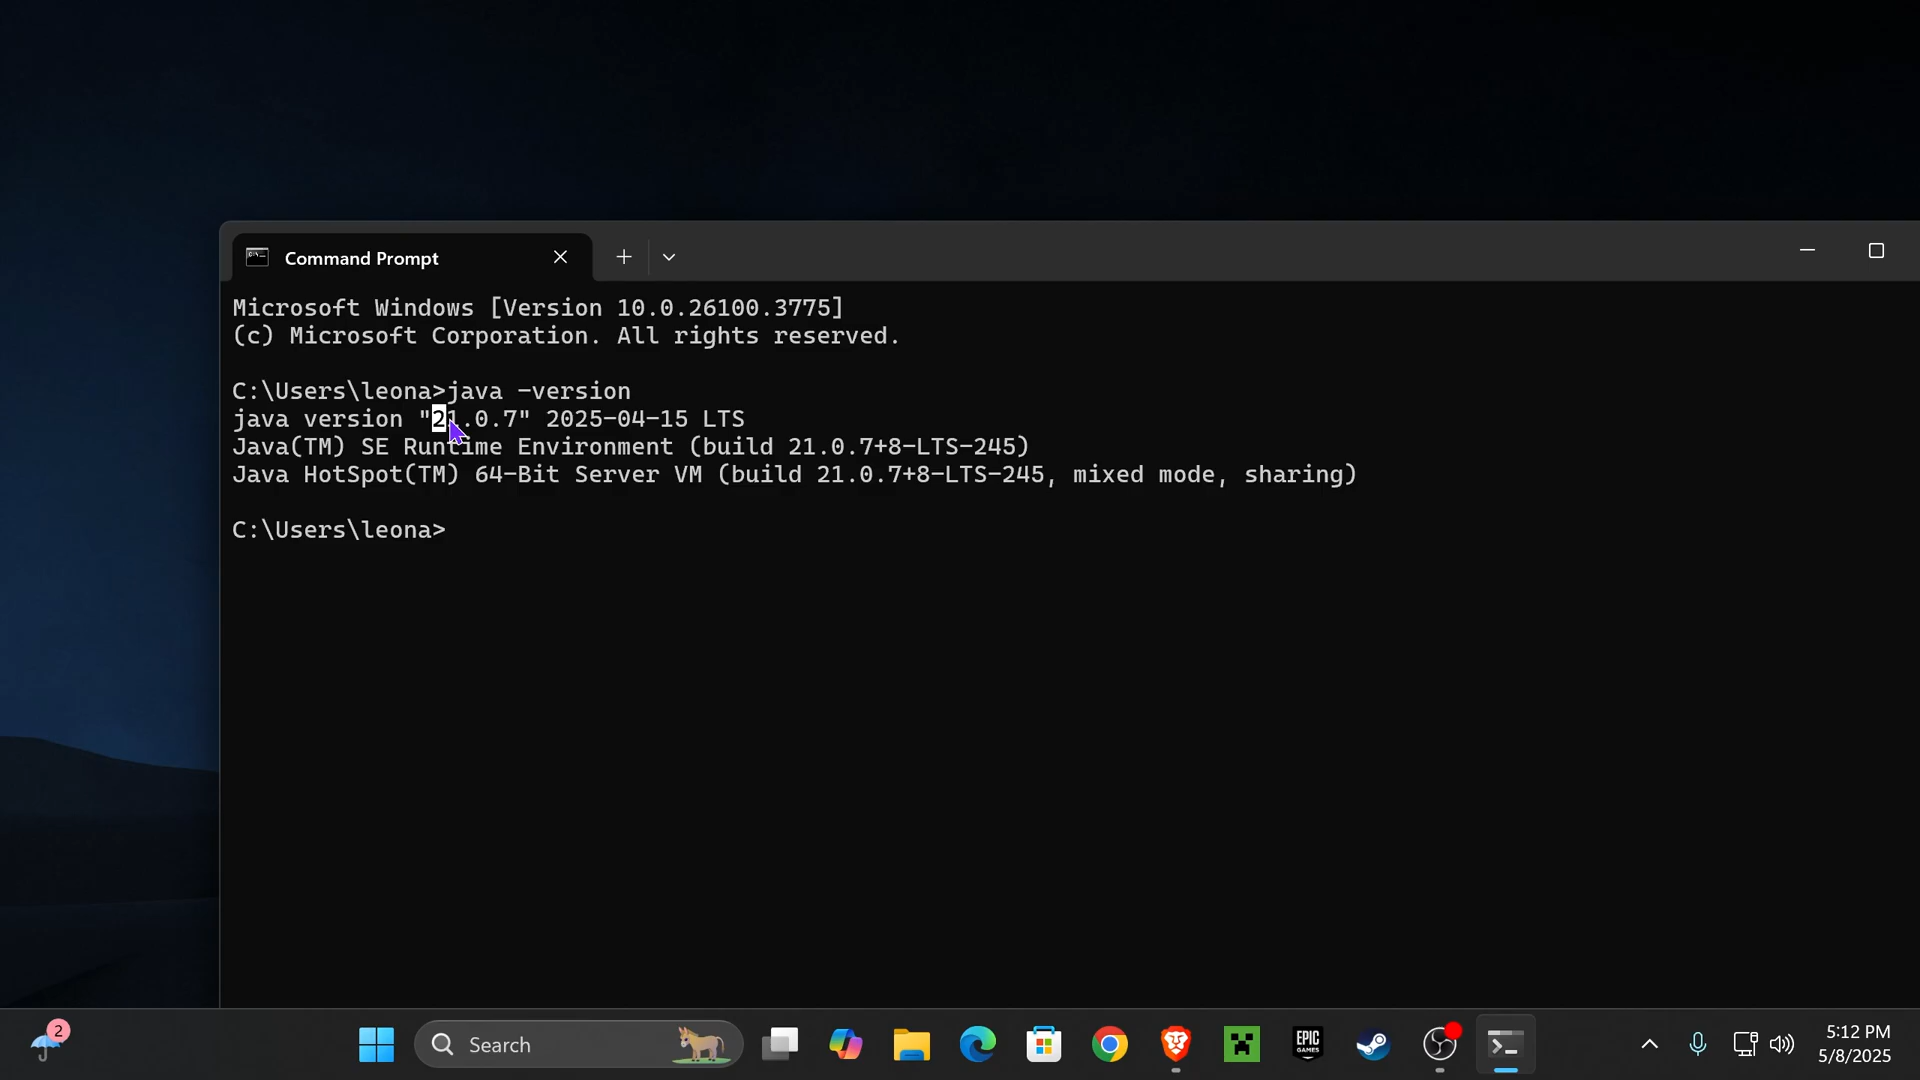 Command Prompt
Microsoft Windows [Version 10.0.26100.3775]
(c) Microsoft Corporation. All rights reserved.
C:\Users\leona>java -version
java version "21.0.7" 2025-04-15 LTS
Java(TM) SE Runtime Environment (build 21.0.7+8-LTS-245)
Java HotSpot(TM) 64-Bit Server VM (build 21.0.7+8-LTS-245, mixed mode, sharing)
C:\Users\leona>
2
Search
EPIC GAMES
5:12 PM
5/8/2025